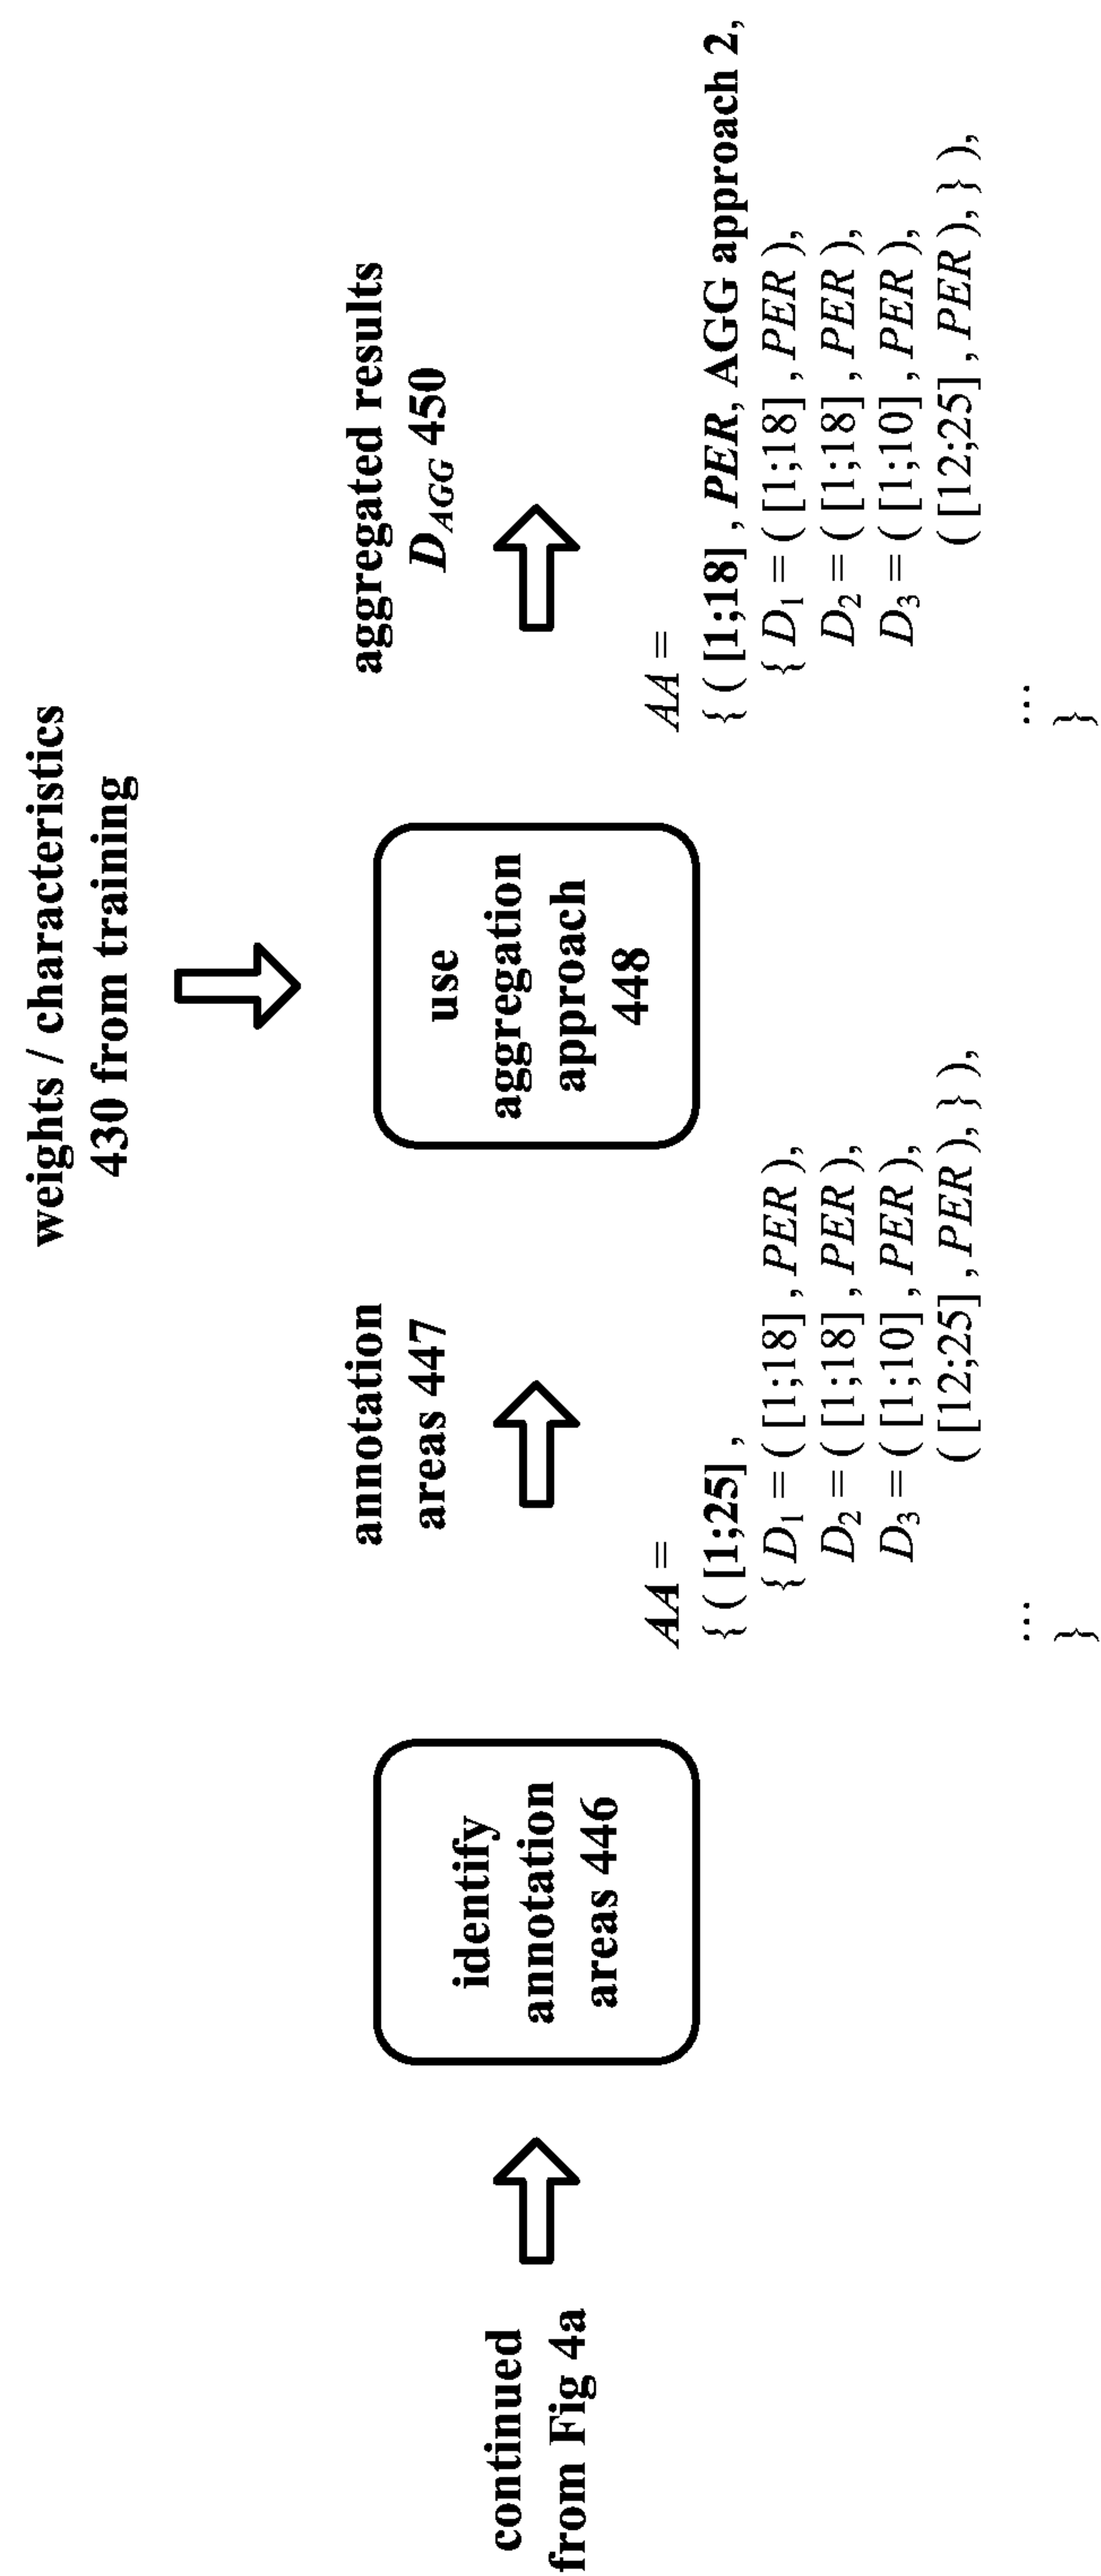 weights / characteristics
430 from training
continued
from Fig 4a
identify
annotation
areas 446
annotation
areas 447
use
aggregation
approach
448
aggregated results
D_AGG 450
AA =
{ ( [1;25] ,
{ D₁ = ( [1;18] , PER ),
D₂ = ( [1;18] , PER ),
D₃ = ( [1;10] , PER ),
( [12;25] , PER ), } ),
...
}
AA =
{ ( [1;18] , PER, AGG approach 2,
{ D₁ = ( [1;18] , PER ),
D₂ = ( [1;18] , PER ),
D₃ = ( [1;10] , PER ),
( [12;25] , PER ), } ),
...
}